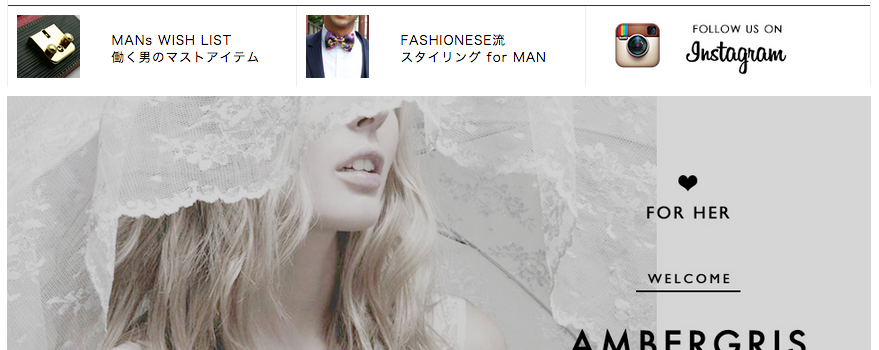 MANs WISH LIST
働く男のマストアイテム
FASHIONESE流
スタイリング for MAN
FOLLOW US ON
Instagram
FOR HER
WELCOME
AMBERGRIS